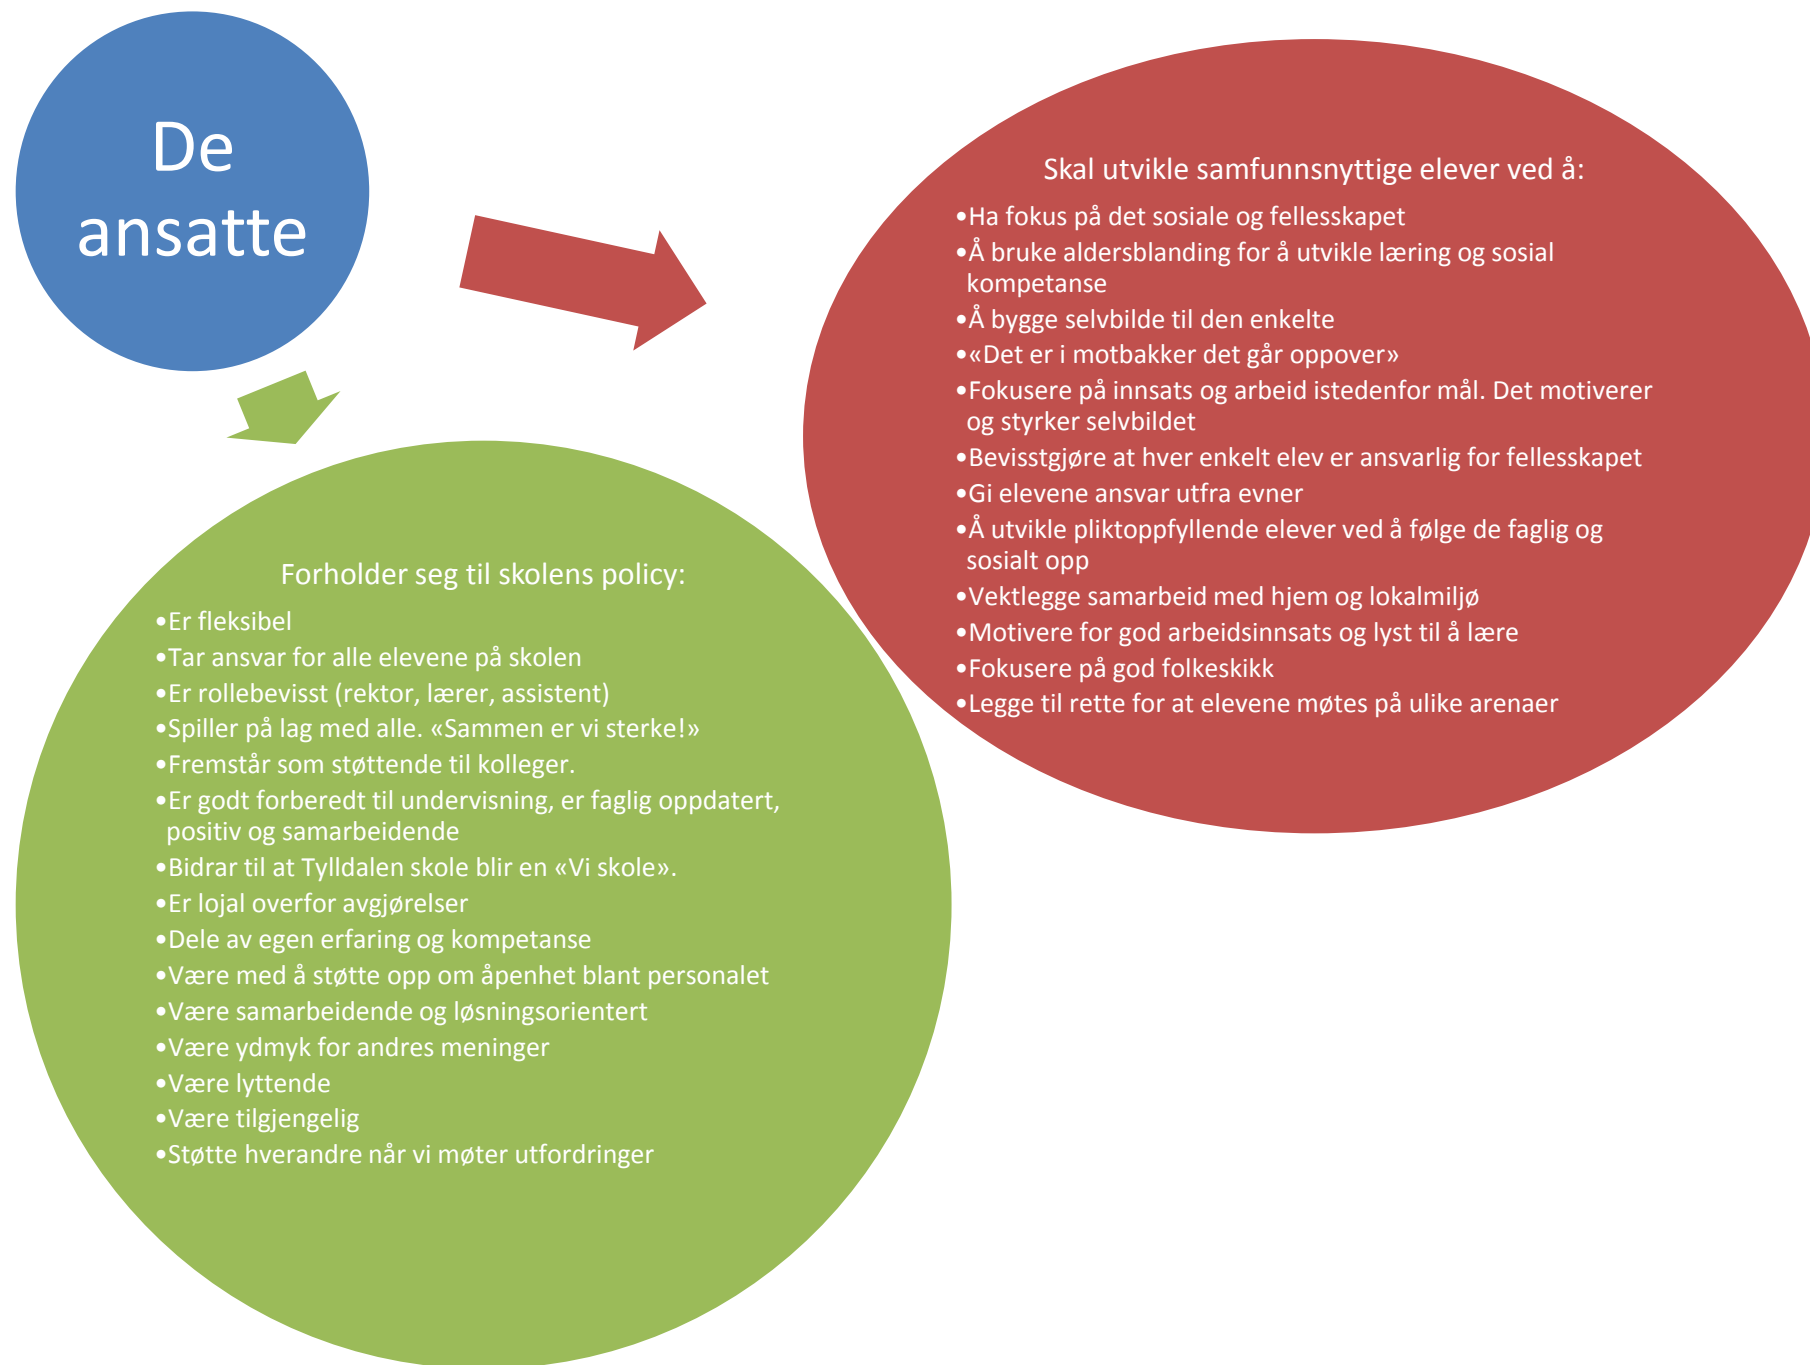 De
ansatte
Skal utvikle samfunnsnyttige elever ved å:
•Ha fokus på det sosiale og fellesskapet
•Å bruke aldersblanding for å utvikle læring og sosial
kompetanse
•Å bygge selvbilde til den enkelte
•«Det er i motbakker det går oppover»
•Fokusere på innsats og arbeid istedenfor mål. Det motiverer
og styrker selvbildet
•Bevisstgjøre at hver enkelt elev er ansvarlig for fellesskapet
•Gi elevene ansvar utfra evner
•Å utvikle pliktoppfyllende elever ved å følge de faglig og
sosialt opp
•Vektlegge samarbeid med hjem og lokalmiljø
•Motivere for god arbeidsinnsats og lyst til å lære
•Fokusere på god folkeskikk
•Legge til rette for at elevene møtes på ulike arenaer
Forholder seg til skolens policy:
•Er fleksibel
•Tar ansvar for alle elevene på skolen
•Er rollebevisst (rektor, lærer, assistent)
•Spiller på lag med alle. «Sammen er vi sterke!»
•Fremstår som støttende til kolleger.
•Er godt forberedt til undervisning, er faglig oppdatert,
positiv og samarbeidende
•Bidrar til at Tylldalen skole blir en «Vi skole».
•Er lojal overfor avgjørelser
•Dele av egen erfaring og kompetanse
•Være med å støtte opp om åpenhet blant personalet
•Være samarbeidende og løsningsorientert
•Være ydmyk for andres meninger
•Være lyttende
•Være tilgjengelig
•Støtte hverandre når vi møter utfordringer